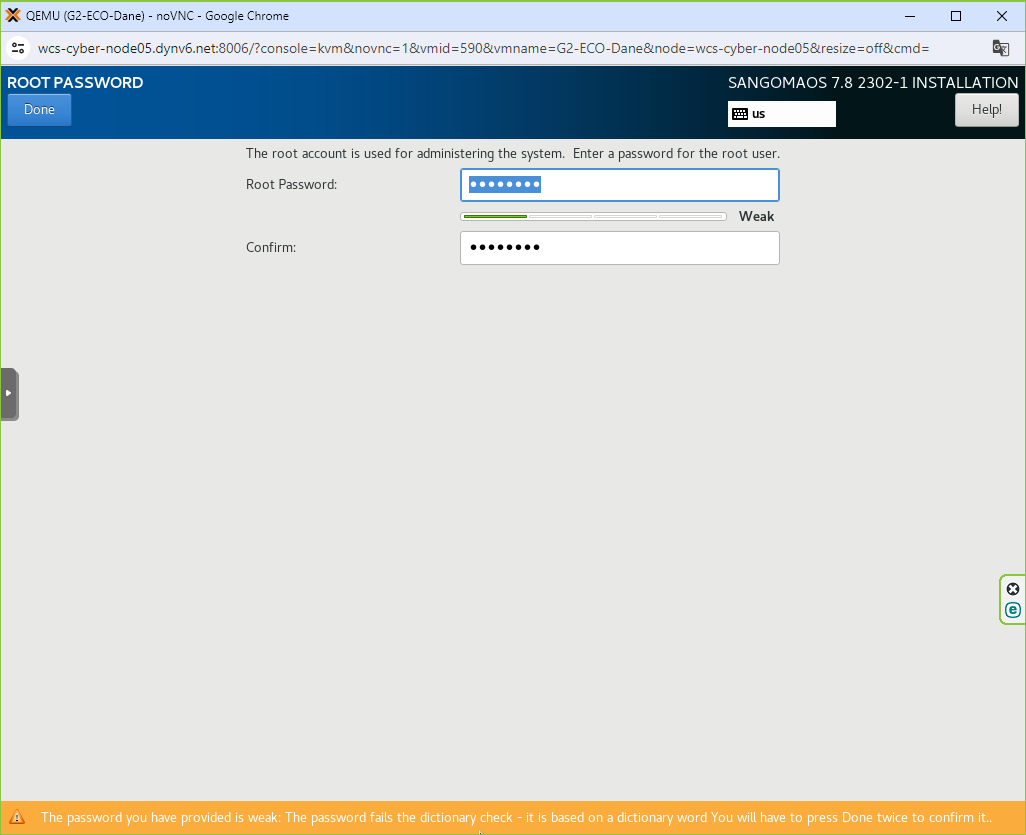 QEMU (G2-ECO-Dane) - noVNC - Google Chrome
wcs-cyber-node05.dynv6.net:8006/?console=kvm&novnc=1&vmid=590&vmname=G2-ECO-Dane&node=wcs-cyber-node05&resize=off&cmd=
ROOT PASSWORD
SANGOMAOS 7.8 2302-1 INSTALLATION
Done
us
Help!
The root account is used for administering the system.  Enter a password for the root user.
Root Password:
Weak
Confirm:
The password you have provided is weak: The password fails the dictionary check - it is based on a dictionary word You will have to press Done twice to confirm it..